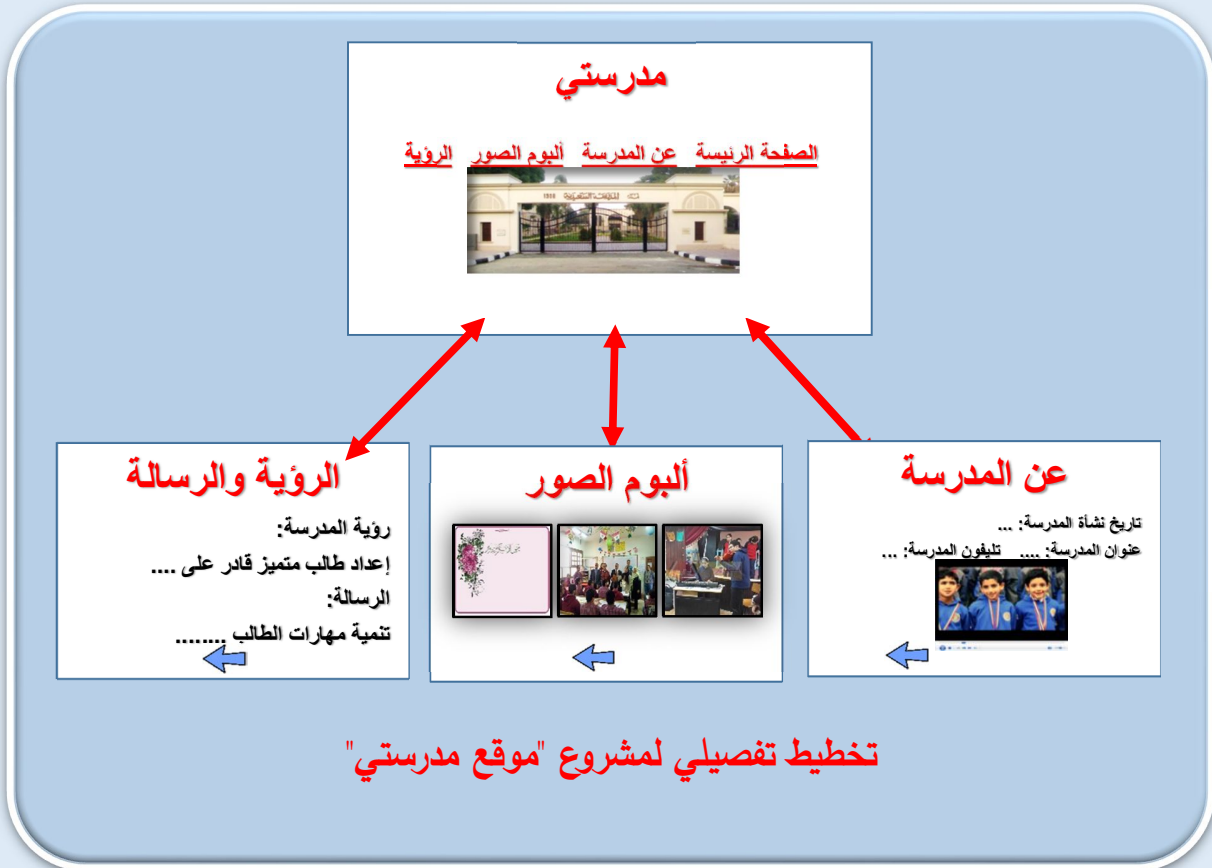 مدرستي
الصفحة الرئيسة عن المدرسة ألبوم الصور الرؤية
1908
عن المدرسة
تاريخ نشأة المدرسة: ...
عنوان المدرسة: .... تليفون المدرسة: ...
ألبوم الصور
الرؤية والرسالة
رؤية المدرسة:
إعداد طالب متميز قادر على ....
الرسالة:
تنمية مهارات الطالب ........
تخطيط تفصيلي لمشروع "موقع مدرستي"